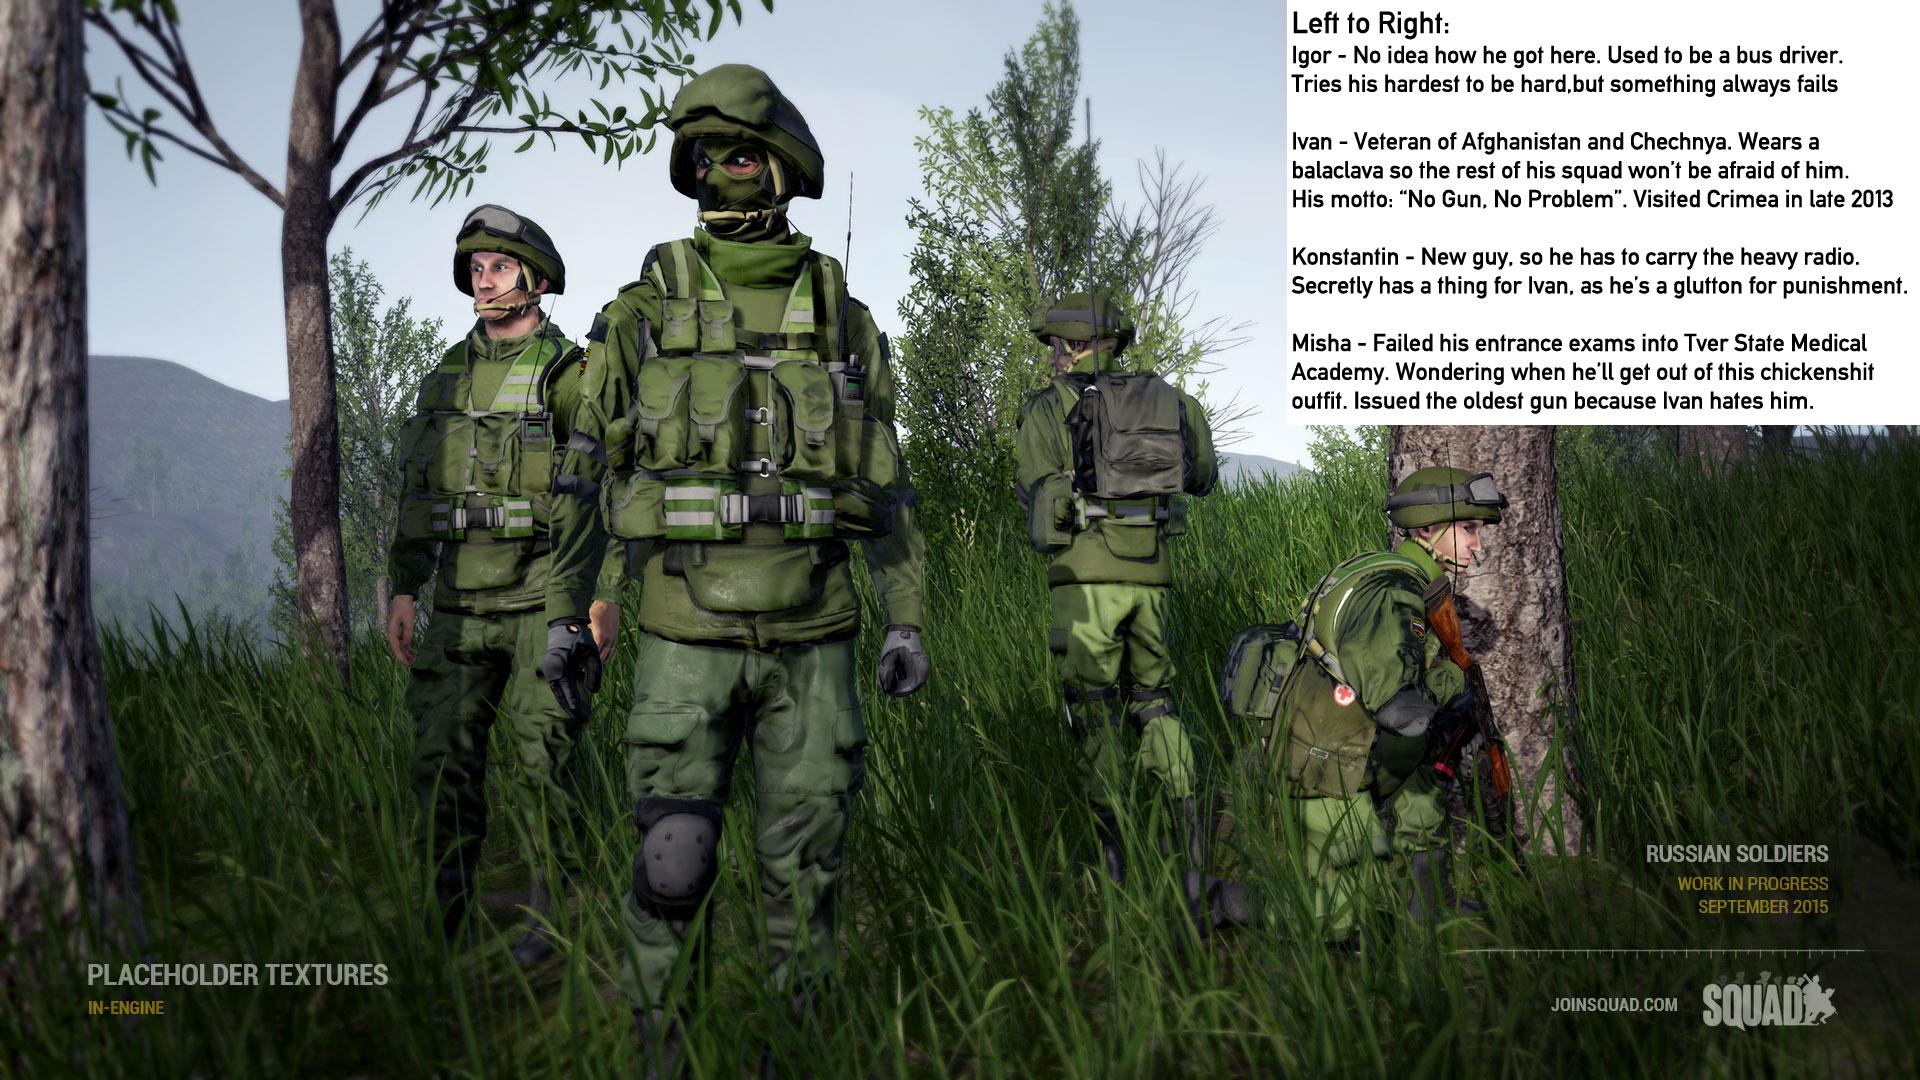 Left to Right:
Igor - No idea how he got here. Used to be a bus driver.
Tries his hardest to be hard,but something always fails
Ivan - Veteran of Afghanistan and Chechnya. Wears a
balaclava so the rest of his squad won't be afraid of him.
His motto: “No Gun, No Problem”. Visited Crimea in late 2013
Konstantin - New guy, so he has to carry the heavy radio.
Secretly has a thing for Ivan, as he's a glutton for punishment.
Misha - Failed his entrance exams into Tver State Medical
Academy. Wondering when he'll get out of this chickenshit
outfit. Issued the oldest gun because Ivan hates him.
RUSSIAN SOLDIERS
WORK IN PROGRESS
SEPTEMBER 2015
PLACEHOLDER TEXTURES
IN-ENGINE
JOINSQUAD.COM
SQUAD